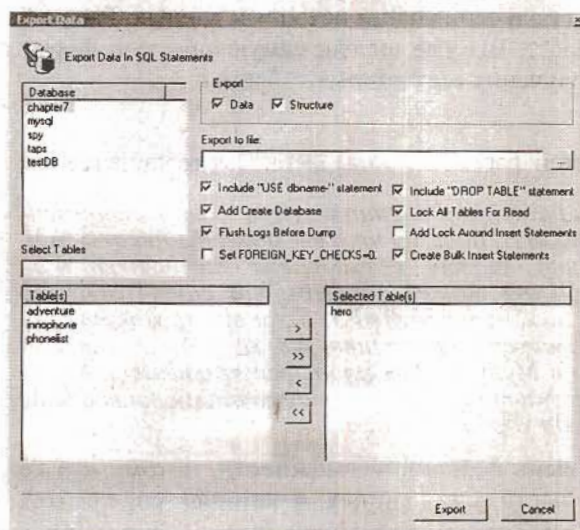 Export Data
Export Data In SQL Statements
Database
chapter7
mysql
spy
taps
testDB
Export
Data
Structure
Export to file:
...
Include "USE dbname-" statement
Include "DROP TABLE" statement
Add Create Database
Lock All Tables For Read
Flush Logs Before Dump
Add Lock Around Insert Statements
Set FOREIGN_KEY_CHECKS=0.
Create Bulk Insert Statements
Select Tables
Table(s)
adventure
innophone
phonelist
>
>>
<
<<
Selected Table(s)
hero
Export
Cancel